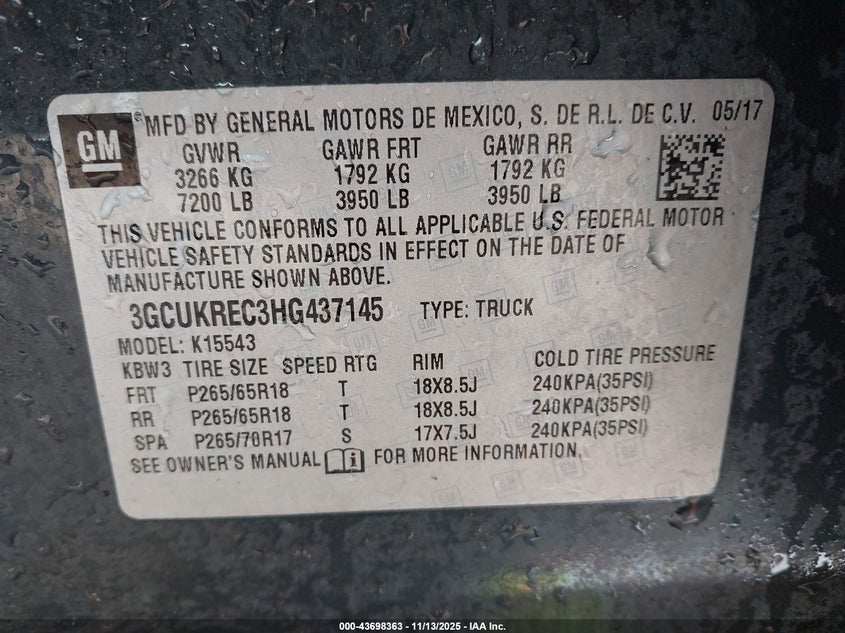 GM
® MFD BY GENERAL MOTORS DE MEXICO, S. DE R.L. DE C.V. 05/17
GVWR GAWR FRT GAWR RR
3266 KG 1792 KG 1792 KG
7200 LB 3950 LB 3950 LB
THIS VEHICLE CONFORMS TO ALL APPLICABLE U.S. FEDERAL MOTOR
VEHICLE SAFETY STANDARDS IN EFFECT ON THE DATE OF
MANUFACTURE SHOWN ABOVE.
3GCUKREC3HG437145 TYPE: TRUCK
MODEL: K15543
KBW3 TIRE SIZE SPEED RTG RIM COLD TIRE PRESSURE
FRT P265/65R18 T 18X8.5J 240KPA(35PSI)
RR P265/65R18 T 18X8.5J 240KPA(35PSI)
SPA P265/70R17 S 17X7.5J 240KPA(35PSI)
SEE OWNER'S MANUAL i FOR MORE INFORMATION.
000-43698363 - 11/13/2025 - IAA Inc.